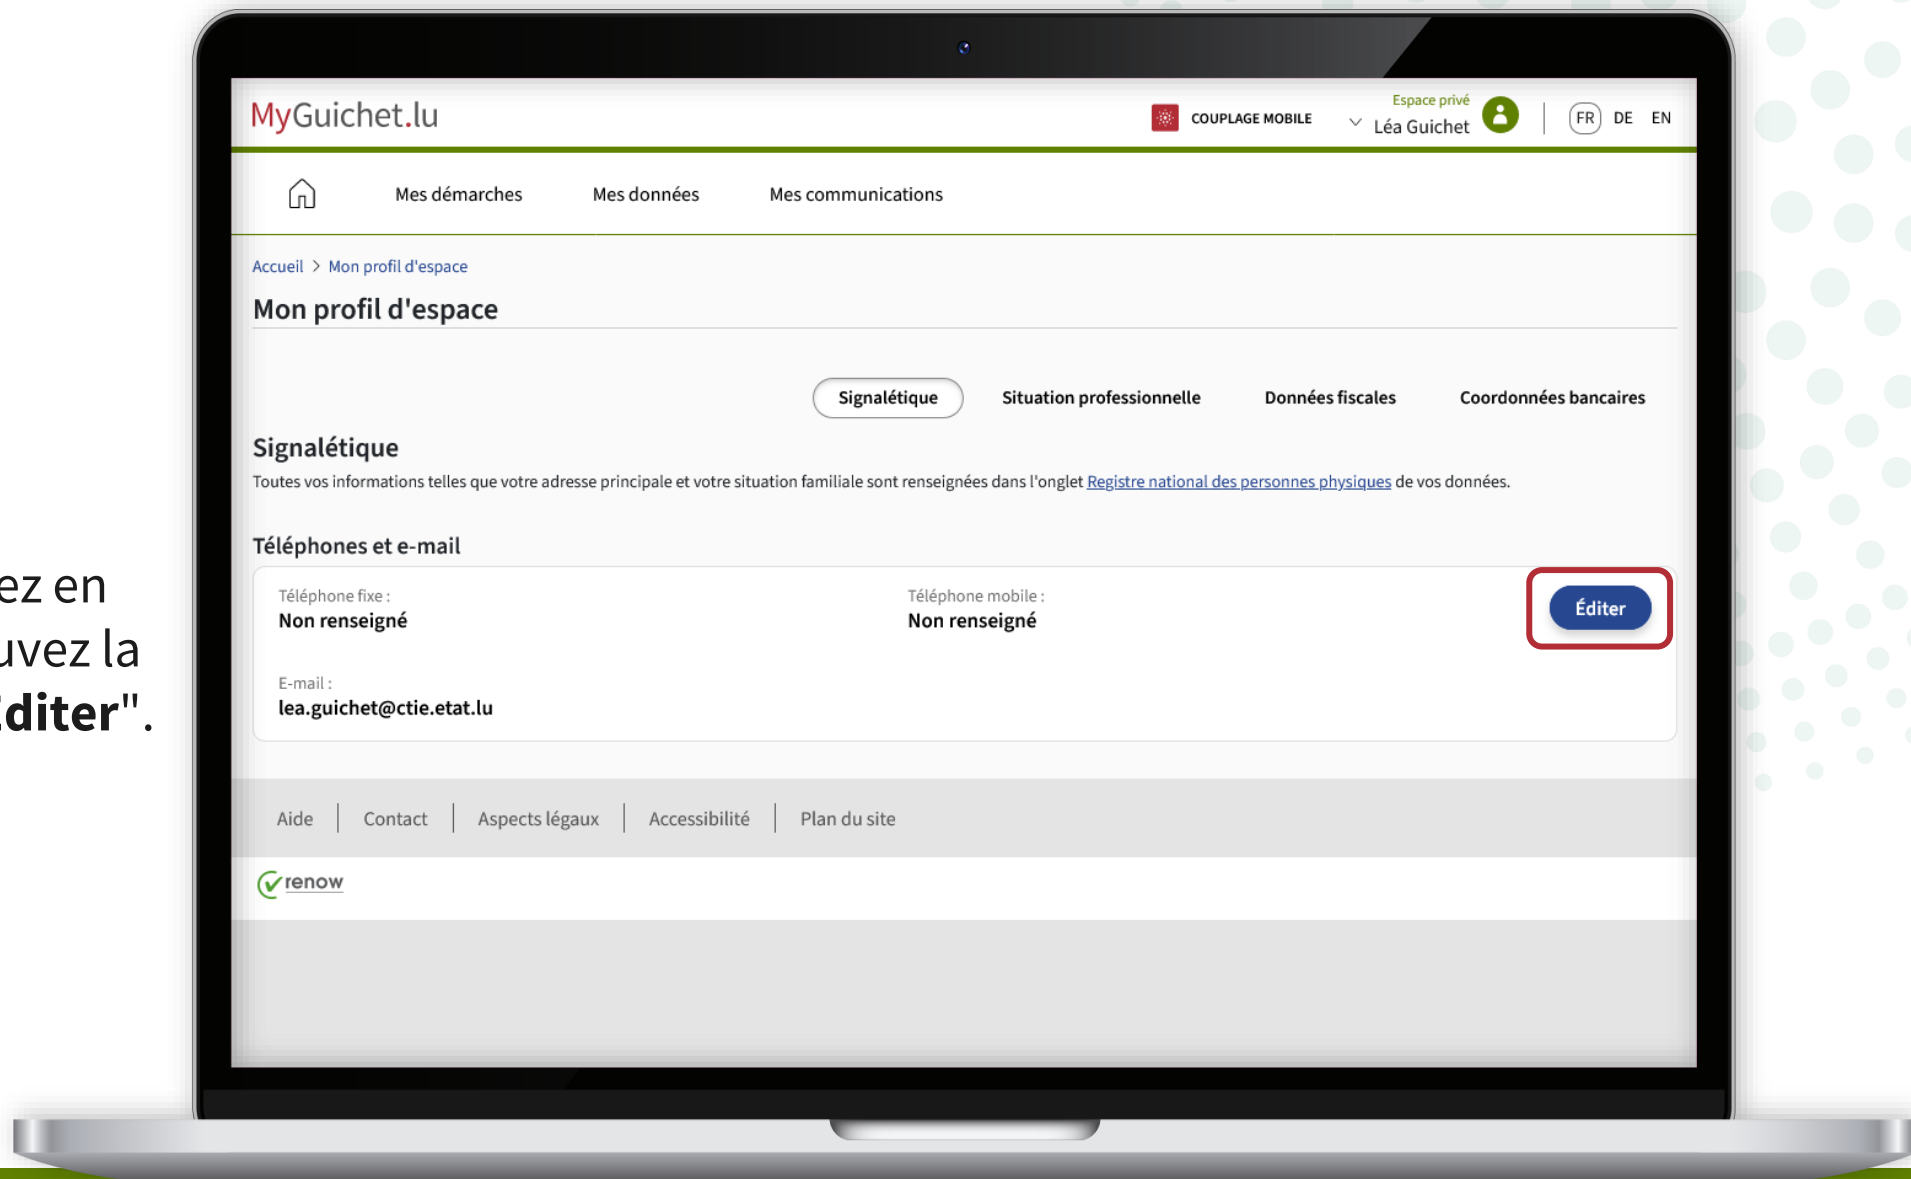 MyGuichet.lu
COUPLAGE MOBILE
Espace privé
Léa Guichet
FR DE EN
Mes démarches Mes données Mes communications
Accueil > Mon profil d'espace
Mon profil d'espace
Signalétique Situation professionnelle Données fiscales Coordonnées bancaires
Signalétique
Toutes vos informations telles que votre adresse principale et votre situation familiale sont renseignées dans l'onglet Registre national des personnes physiques de vos données.
Téléphones et e-mail
Téléphone fixe :
Non renseigné
Téléphone mobile :
Non renseigné
Éditer
E-mail :
lea.guichet@ctie.etat.lu
Aide | Contact | Aspects légaux | Accessibilité | Plan du site
renow
ez en
uvez la
diter".